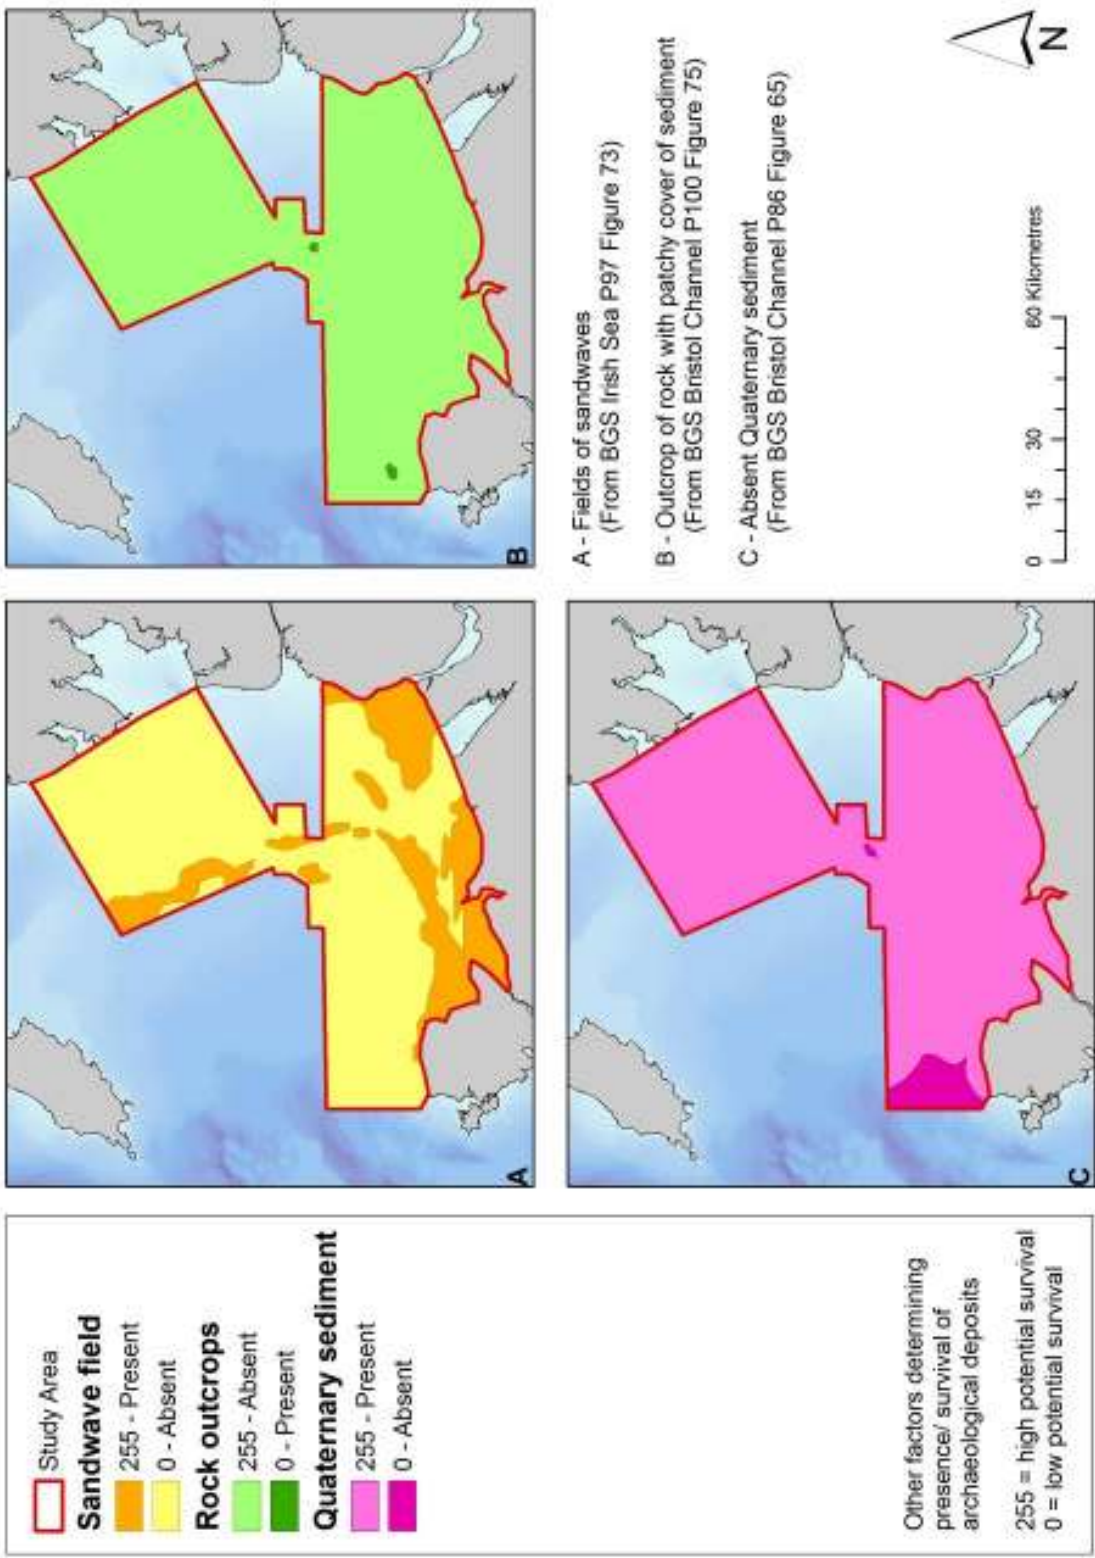 Study Area
Sandwave field
255 - Present
0 - Absent
Rock outcrops
255 - Absent
0 - Present
Quaternary sediment
255 - Present
0 - Absent
Other factors determining
presence/ survival of
archaeological deposits
255 = high potential survival
0 = low potential survival
A
B
C
A - Fields of sandwaves
(From BGS Irish Sea P97 Figure 73)
B - Outcrop of rock with patchy cover of sediment
(From BGS Bristol Channel P100 Figure 75)
C - Absent Quaternary sediment
(From BGS Bristol Channel P86 Figure 65)
0 15 30 60 Kilometres
N